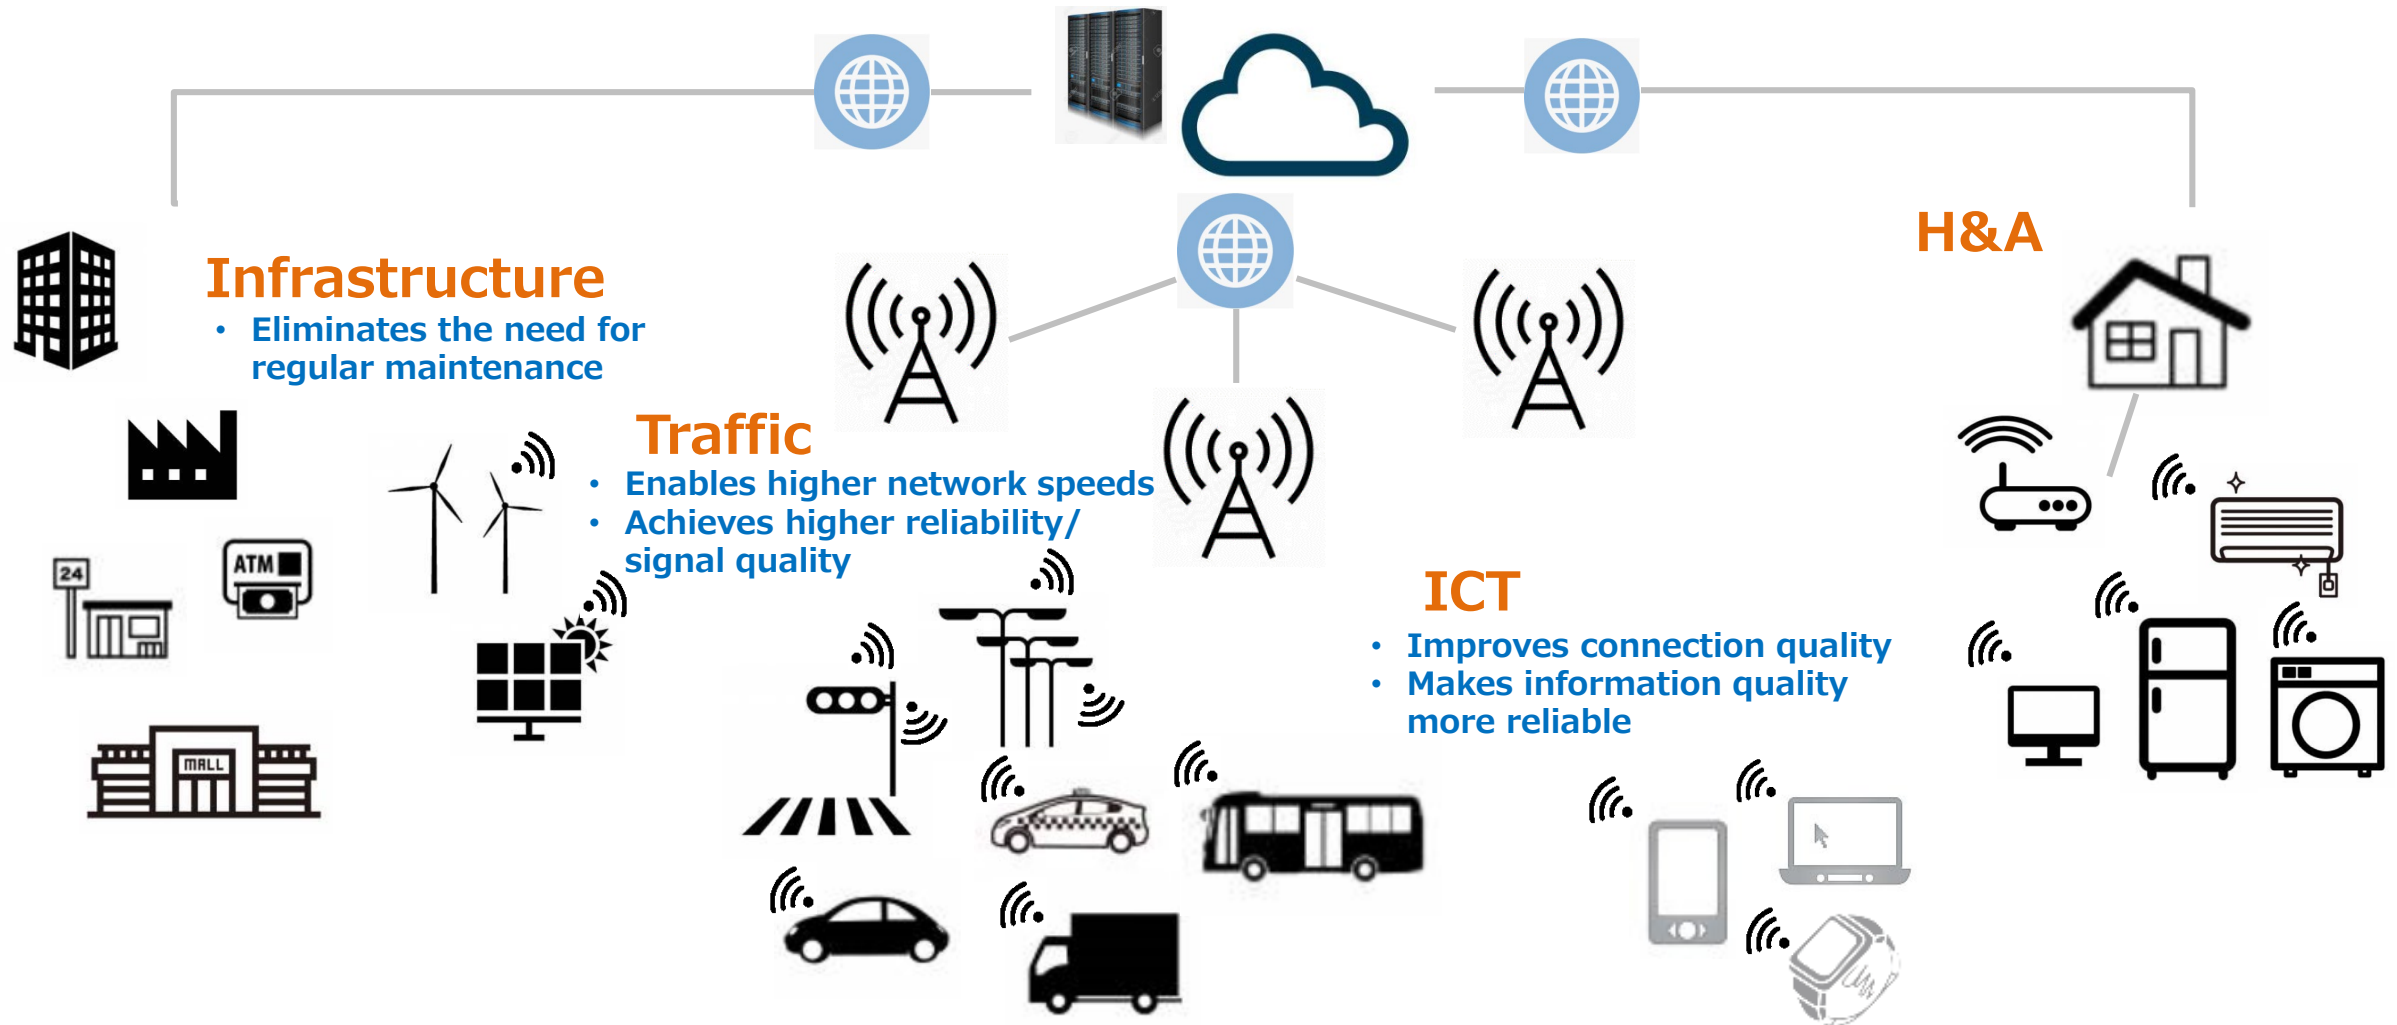 H&A
Infrastructure
• Eliminates the need for
regular maintenance
Traffic
• Enables higher network speeds
• Achieves higher reliability/
signal quality
24
ATM
ICT
• Improves connection quality
• Makes information quality
more reliable
MALL